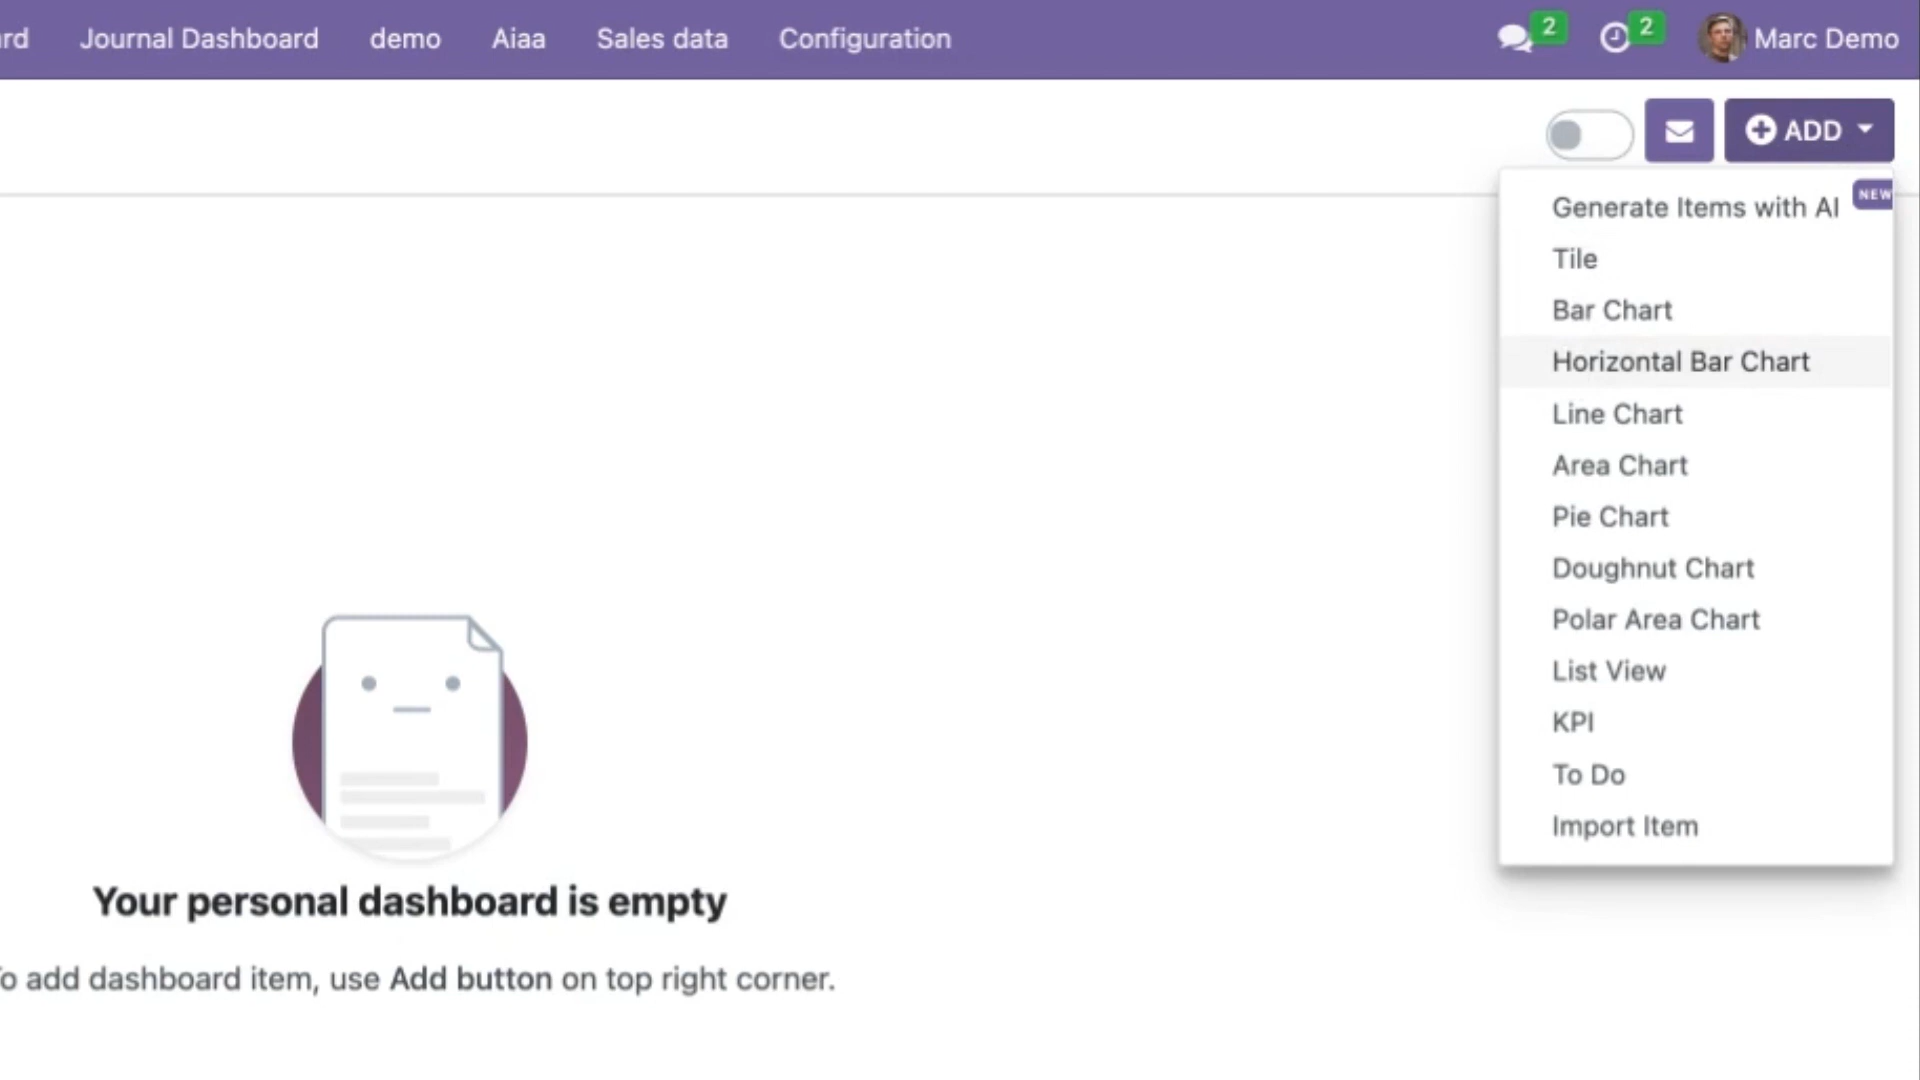 rd Journal Dashboard demo Aiaa Sales data Configuration 2 2 Marc Demo
ADD
Generate Items with AI NEW
Tile
Bar Chart
Horizontal Bar Chart
Line Chart
Area Chart
Pie Chart
Doughnut Chart
Polar Area Chart
List View
KPI
To Do
Import Item
Your personal dashboard is empty
To add dashboard item, use Add button on top right corner.